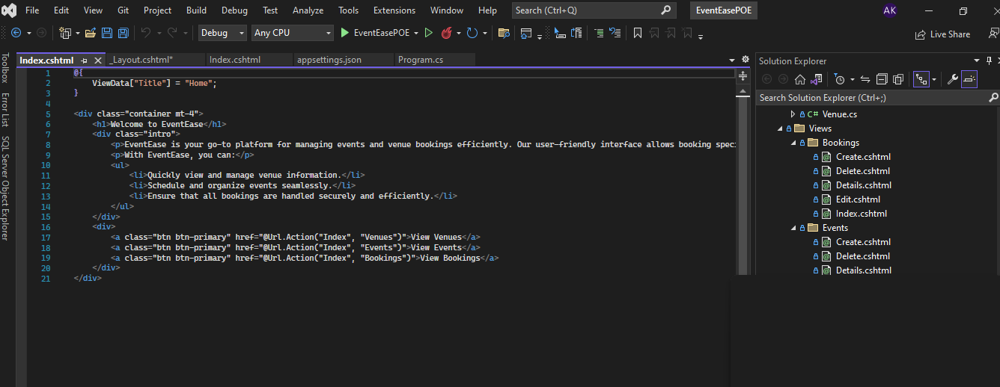 File Edit View Git Project Build Debug Test Analyze Tools Extensions Window Help Search (Ctrl+Q) EventEasePOE AK
Debug Any CPU EventEasePOE Live Share
Toolbox
Error List
SQL Server Object Explorer
Index.cshtml _Layout.cshtml* Index.cshtml appsettings.json Program.cs
1 @{
2 ViewData["Title"] = "Home";
3 }
4
5 <div class="container mt-4">
6 <h1>Welcome to EventEase</h1>
7 <div class="intro">
8 <p>EventEase is your go-to platform for managing events and venue bookings efficiently. Our user-friendly interface allows booking speci
9 <p>With EventEase, you can:</p>
10 <ul>
11 <li>Quickly view and manage venue information.</li>
12 <li>Schedule and organize events seamlessly.</li>
13 <li>Ensure that all bookings are handled securely and efficiently.</li>
14 </ul>
15 </div>
16 <div>
17 <a class="btn btn-primary" href="@Url.Action("Index", "Venues")">View Venues</a>
18 <a class="btn btn-primary" href="@Url.Action("Index", "Events")">View Events</a>
19 <a class="btn btn-primary" href="@Url.Action("Index", "Bookings")">View Bookings</a>
20 </div>
21 </div>
Solution Explorer
Search Solution Explorer (Ctrl+;)
C# Venue.cs
Views
Bookings
Create.cshtml
Delete.cshtml
Details.cshtml
Edit.cshtml
Index.cshtml
Events
Create.cshtml
Delete.cshtml
Details.cshtml